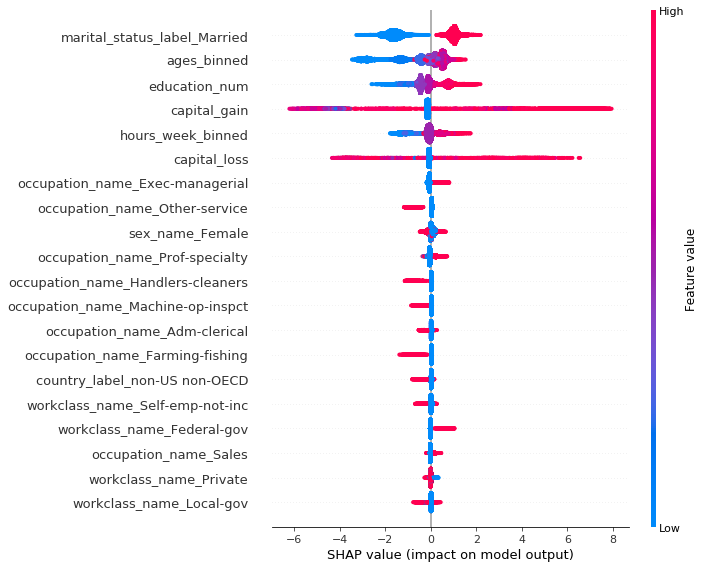 High
marital_status_label_Married
ages_binned
education_num
capital_gain
hours_week_binned
capital_loss
occupation_name_Exec-managerial
occupation_name_Other-service
sex_name_Female
occupation_name_Prof-specialty
occupation_name_Handlers-cleaners
occupation_name_Machine-op-inspct
occupation_name_Adm-clerical
occupation_name_Farming-fishing
country_label_non-US non-OECD
workclass_name_Self-emp-not-inc
workclass_name_Federal-gov
occupation_name_Sales
workclass_name_Private
workclass_name_Local-gov
Feature value
Low
−6 −4 −2 0 2 4 6 8
SHAP value (impact on model output)